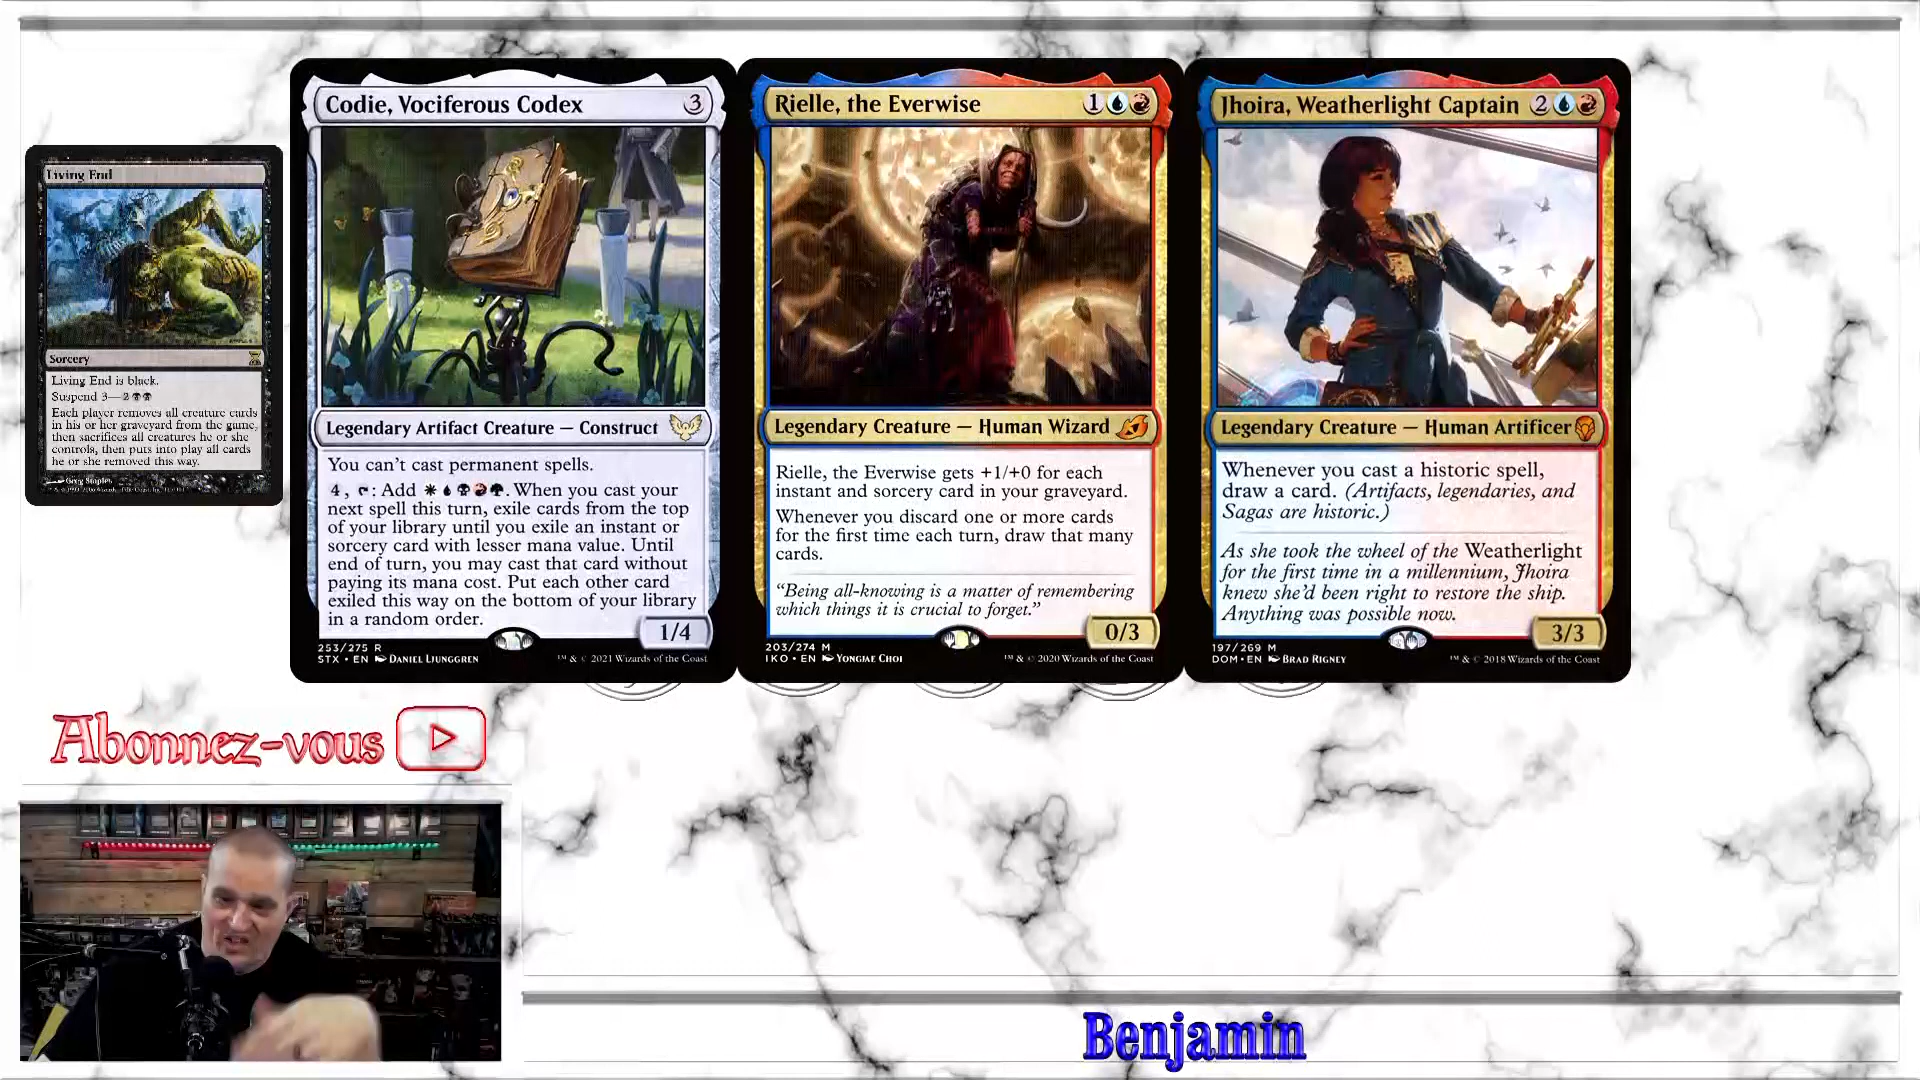 Living End
Sorcery
Living End is black.
Suspend 3—2
Each player removes all creature cards
in his or her graveyard from the game,
then sacrifices all creatures he or she
controls, then puts into play all cards
he or she removed this way.
Codie, Vociferous Codex 3
Legendary Artifact Creature — Construct
You can't cast permanent spells.
4, : Add . When you cast your
next spell this turn, exile cards from the top
of your library until you exile an instant or
sorcery card with lesser mana value. Until
end of turn, you may cast that card without
paying its mana cost. Put each other card
exiled this way on the bottom of your library
in a random order.
1/4
253/275 R
STX • EN Daniel Ljunggren
™ & © 2021 Wizards of the Coast
Rielle, the Everwise 1
Legendary Creature — Human Wizard
Rielle, the Everwise gets +1/+0 for each
instant and sorcery card in your graveyard.
Whenever you discard one or more cards
for the first time each turn, draw that many
cards.
"Being all-knowing is a matter of remembering
which things it is crucial to forget."
0/3
203/274 M
IKO • EN Yongjae Choi
™ & © 2020 Wizards of the Coast
Jhoira, Weatherlight Captain 2
Legendary Creature — Human Artificer
Whenever you cast a historic spell,
draw a card. (Artifacts, legendaries, and
Sagas are historic.)
As she took the wheel of the Weatherlight
for the first time in a millennium, Jhoira
knew she'd been right to restore the ship.
Anything was possible now.
3/3
197/269 M
DOM • EN Brad Rigney
™ & © 2018 Wizards of the Coast
Abonnez-vous
Benjamin